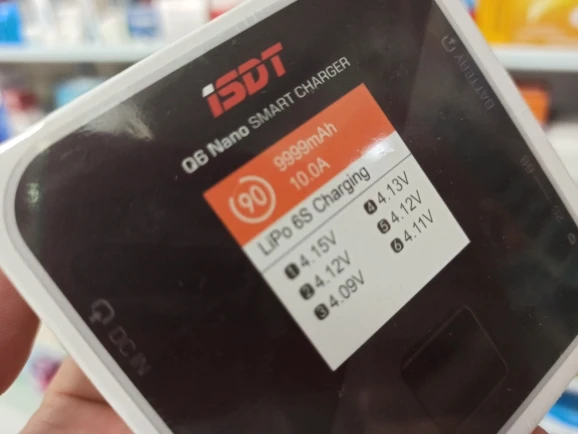 iSDT
Q6 Nano SMART CHARGER
BATTERY
90
9999mAh
10.0A
LiPo 6S Charging
1 4.15V
4 4.13V
2 4.12V
5 4.12V
3 4.09V
6 4.11V
DC IN